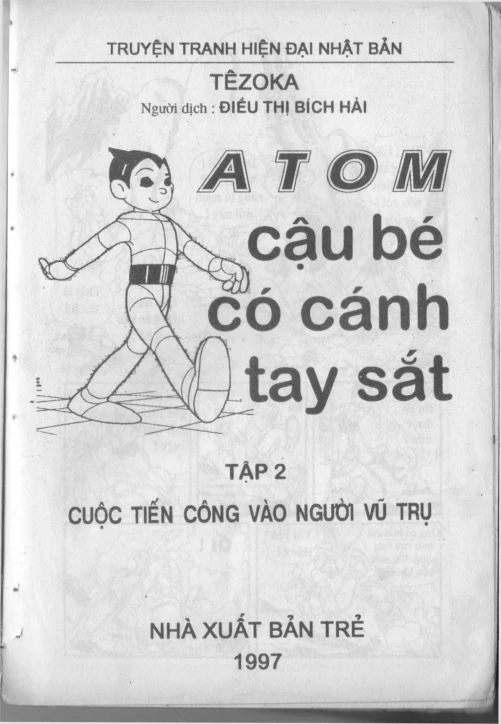 TRUYỆN TRANH HIỆN ĐẠI NHẬT BẢN
TÊZOKA
Người dịch : ĐIỀU THỊ BÍCH HẢI
ATOM
cậu bé
có cánh
tay sắt
TẬP 2
CUỘC TIẾN CÔNG VÀO NGƯỜI VŨ TRỤ
NHÀ XUẤT BẢN TRẺ
1997